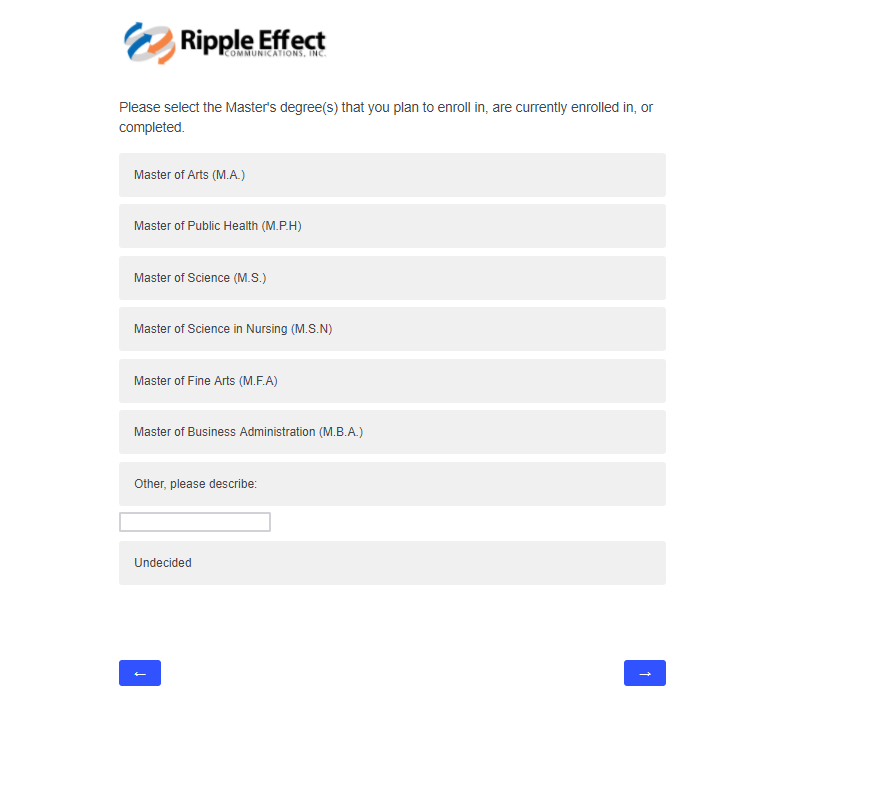 Ripple Effect
COMMUNICATIONS, INC.
Please select the Master's degree(s) that you plan to enroll in, are currently enrolled in, or
completed.
Master of Arts (M.A.)
Master of Public Health (M.P.H)
Master of Science (M.S.)
Master of Science in Nursing (M.S.N)
Master of Fine Arts (M.F.A)
Master of Business Administration (M.B.A.)
Other, please describe:
Undecided
← →